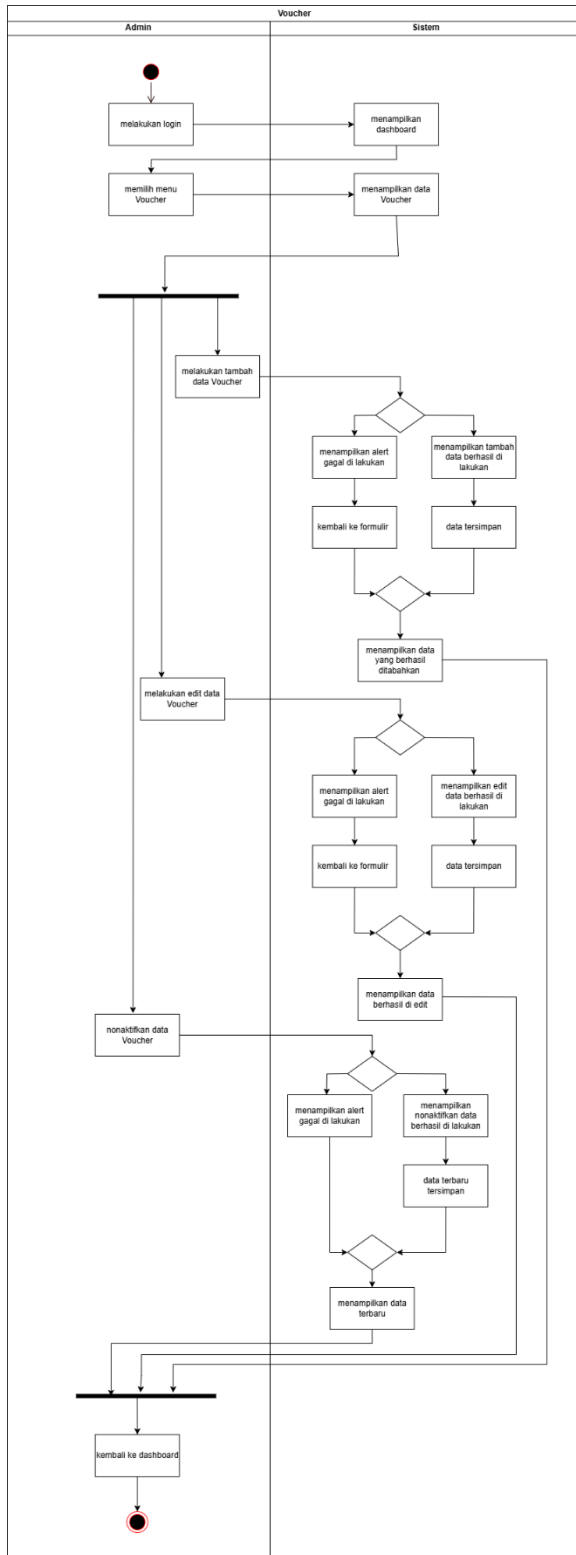 Voucher
Admin
Sistem
melakukan login
menampilkan
dashboard
memilih menu
Voucher
menampilkan data
Voucher
melakukan tambah
data Voucher
menampilkan alert
gagal di lakukan
menampilkan tambah
data berhasil di
lakukan
kembali ke formulir
data tersimpan
menampilkan data
yang berhasil
ditabahkan
melakukan edit data
Voucher
menampilkan alert
gagal di lakukan
menampilkan edit
data berhasil di
lakukan
kembali ke formulir
data tersimpan
menampilkan data
berhasil di edit
nonaktifkan data
Voucher
menampilkan alert
gagal di lakukan
menampilkan
nonaktifkan data
berhasil di lakukan
data terbaru
tersimpan
menampilkan data
terbaru
kembali ke dashboard